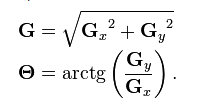 𝐆 = √(𝐆ₓ² + 𝐆ᵧ²)
𝚯 = arctg(𝐆ᵧ / 𝐆ₓ).